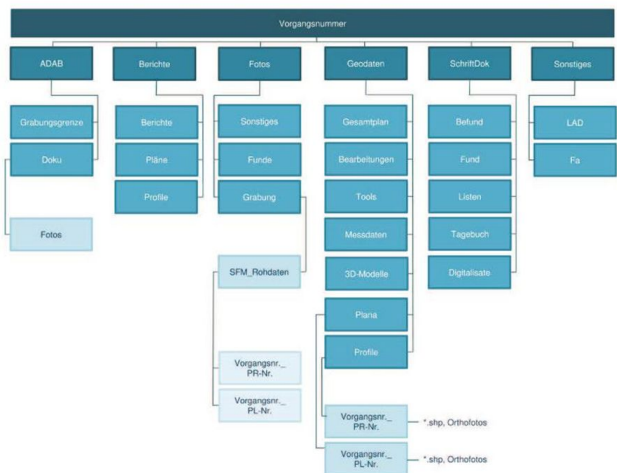 Vorgangsnummer
ADAB
Berichte
Fotos
Geodaten
SchriftDok
Sonstiges
Grabungsgrenze
Doku
Fotos
Berichte
Pläne
Profile
Sonstiges
Funde
Grabung
SFM_Rohdaten
Vorgangsnr._
PR-Nr.
Vorgangsnr._
PL-Nr.
Gesamtplan
Bearbeitungen
Tools
Messdaten
3D-Modelle
Plana
Profile
Vorgangsnr._
PR-Nr.
*.shp, Orthofotos
Vorgangsnr._
PL-Nr.
*.shp, Orthofotos
Befund
Fund
Listen
Tagebuch
Digitalisate
LAD
Fa